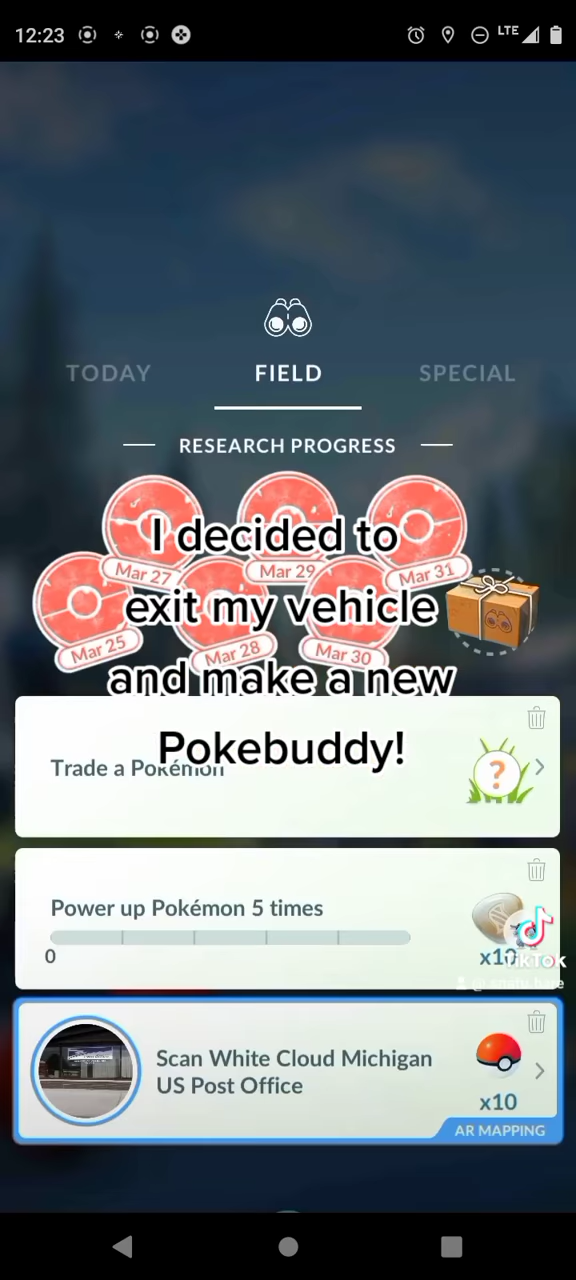 12:23
LTE
TODAY
FIELD
SPECIAL
RESEARCH PROGRESS
I decided to
exit my vehicle
and make a new
Pokebuddy!
Mar 27
Mar 29
Mar 31
Mar 25
Mar 28
Mar 30
Trade a Pokémon
Power up Pokémon 5 times
0
x10
TikTok
Scan White Cloud Michigan
US Post Office
x10
AR MAPPING